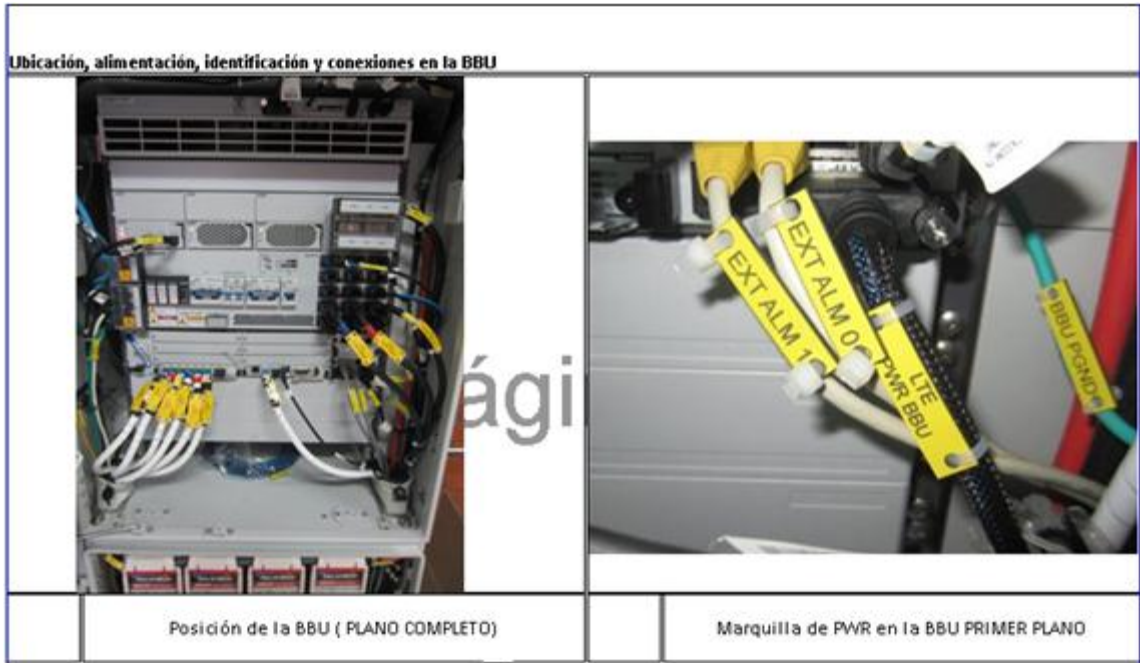 Ubicación, alimentación, identificación y conexiones en la BBU
ági
EXT ALM 1
EXT ALM 0
LTE
PWR BBU
BBU PGND
Posición de la BBU ( PLANO COMPLETO)
Marquilla de PWR en la BBU PRIMER PLANO